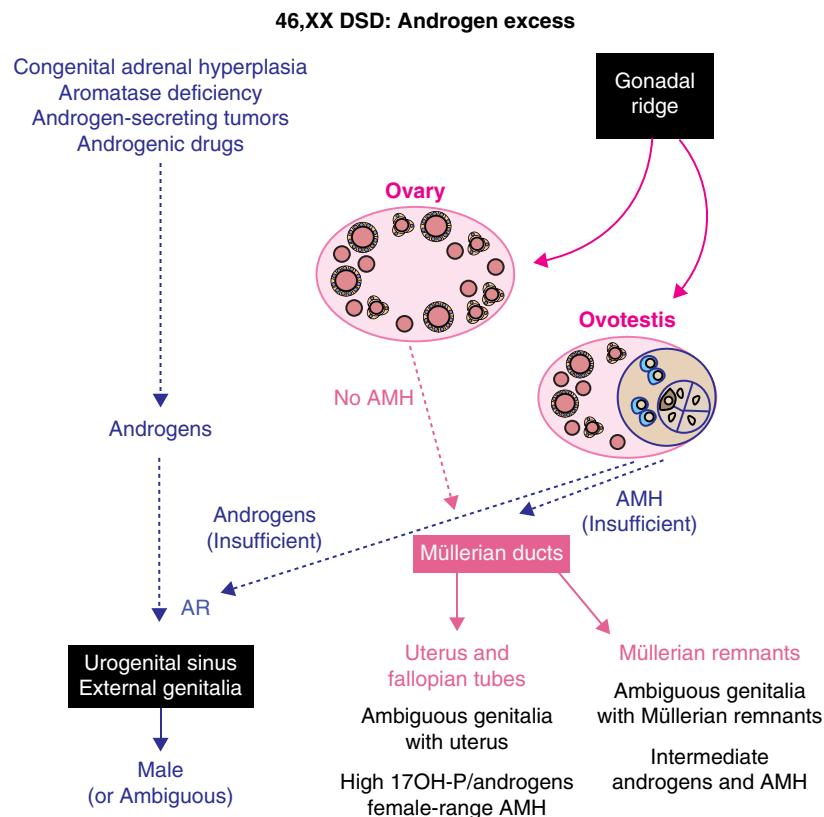 46,XX DSD: Androgen excess
Congenital adrenal hyperplasia
Aromatase deficiency
Androgen-secreting tumors
Androgenic drugs
Gonadal
ridge
Ovary
Ovotestis
No AMH
Androgens
Androgens
(Insufficient)
AMH
(Insufficient)
Müllerian ducts
AR
Urogenital sinus
External genitalia
Male
(or Ambiguous)
Uterus and
fallopian tubes
Ambiguous genitalia
with uterus
High 17OH-P/androgens
female-range AMH
Müllerian remnants
Ambiguous genitalia
with Müllerian remnants
Intermediate
androgens and AMH